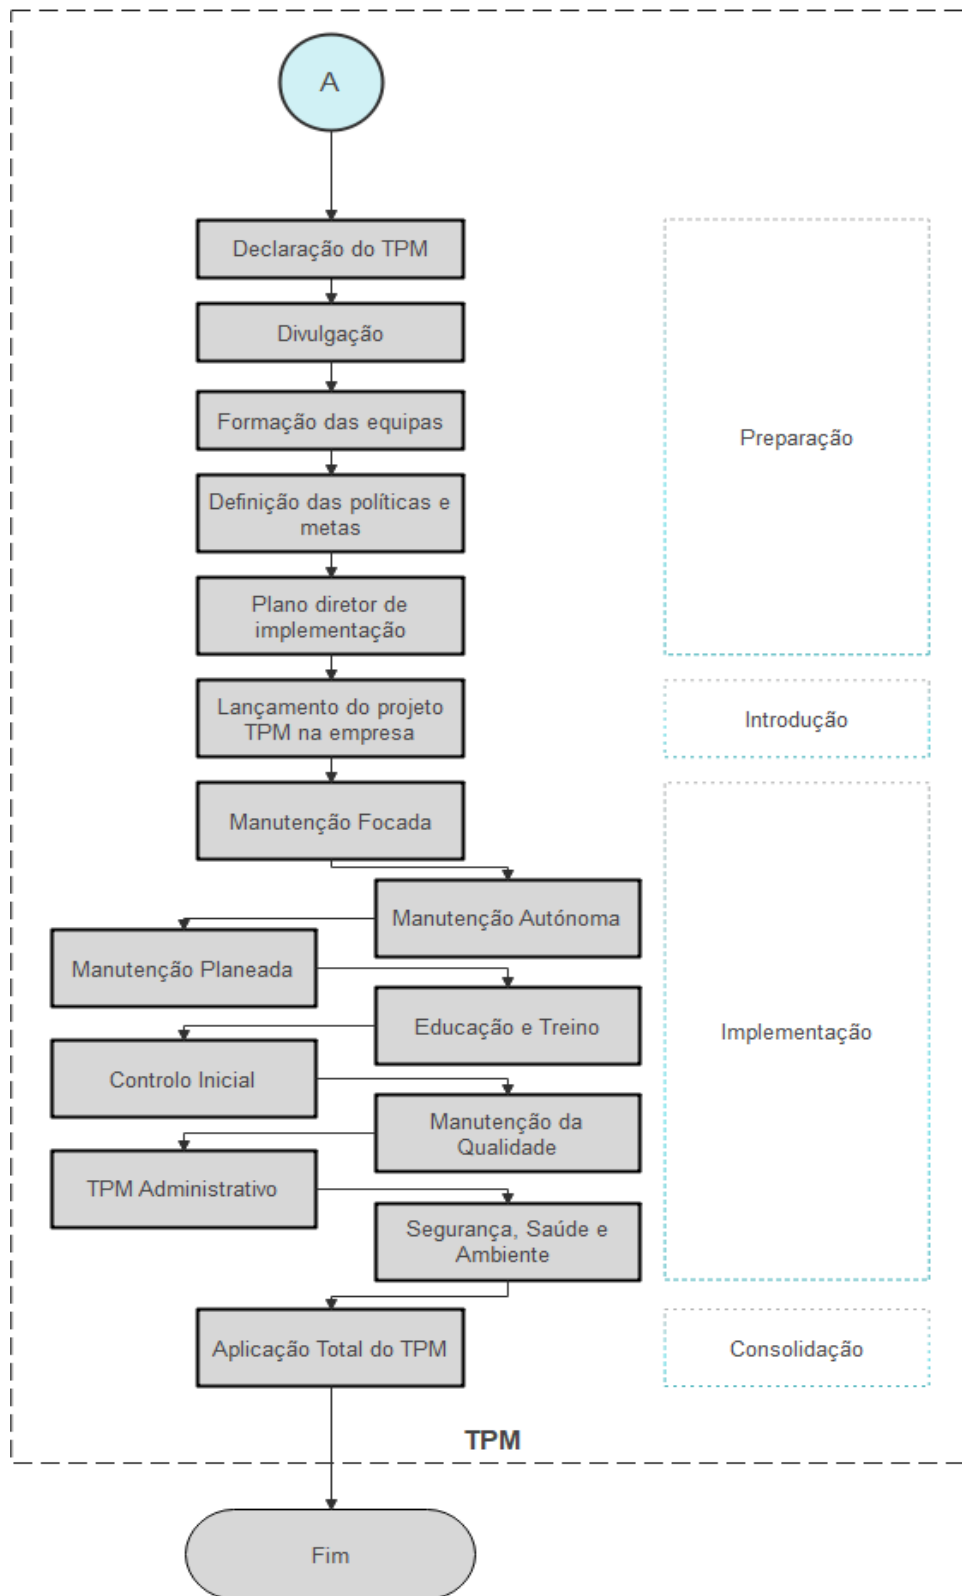 A
Declaração do TPM
Divulgação
Formação das equipas
Definição das políticas e
metas
Plano diretor de
implementação
Lançamento do projeto
TPM na empresa
Manutenção Focada
Manutenção Autónoma
Manutenção Planeada
Educação e Treino
Controlo Inicial
Manutenção da
Qualidade
TPM Administrativo
Segurança, Saúde e
Ambiente
Aplicação Total do TPM
Preparação
Introdução
Implementação
Consolidação
TPM
Fim